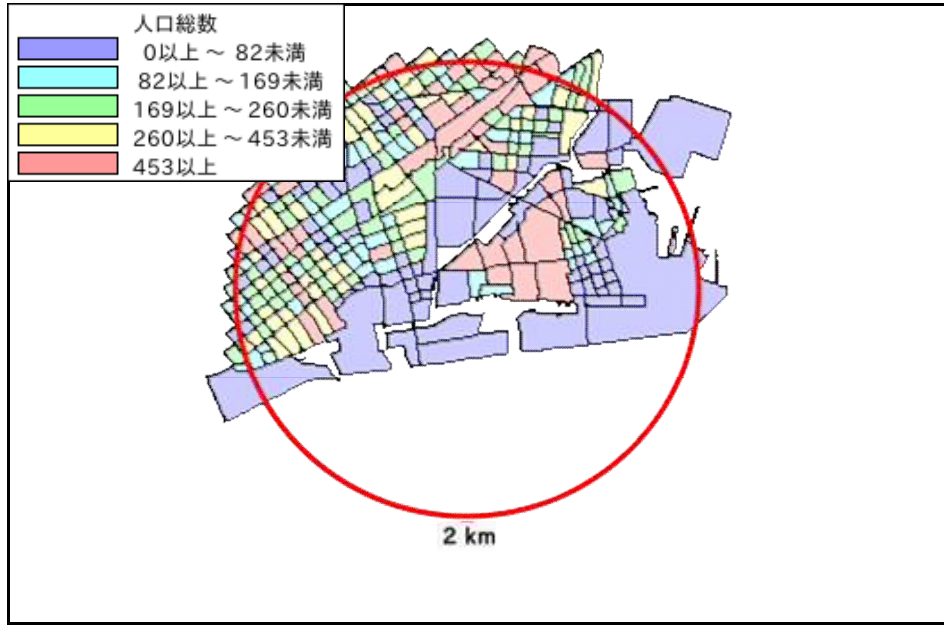 人口総数
0以上 ～ 82未満
82以上 ～169未満
169以上 ～260未満
260以上 ～453未満
453以上
2 km